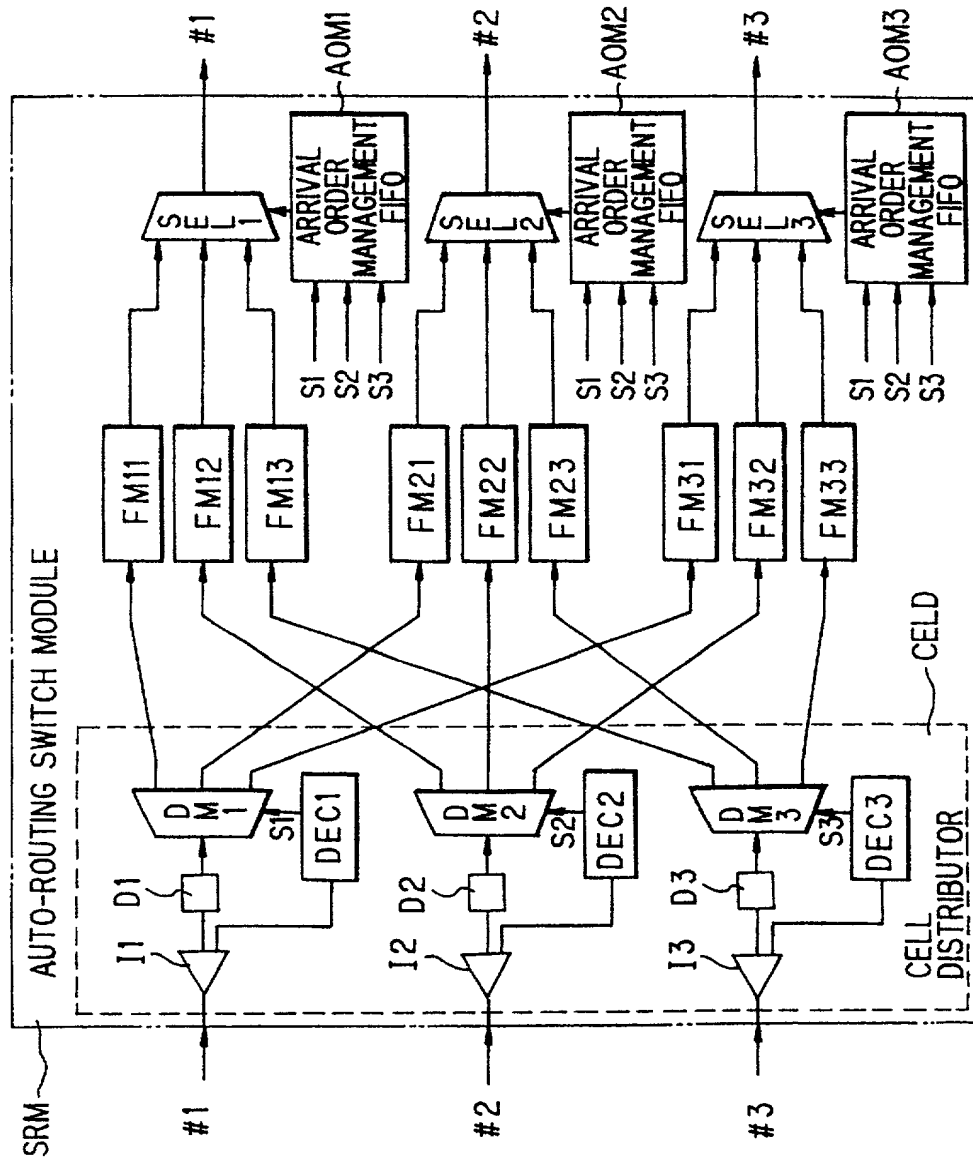 SRM
AUTO-ROUTING SWITCH MODULE
#1
I1
D1
DM1
S1
DEC1
#2
I2
D2
DM2
S2
DEC2
#3
I3
D3
DM3
S3
DEC3
CELL
DISTRIBUTOR
CELD
FM11
FM12
FM13
FM21
FM22
FM23
FM31
FM32
FM33
SEL1
#1
S1
S2
S3
ARRIVAL
ORDER
MANAGEMENT
FIFO
AOM1
SEL2
#2
S1
S2
S3
ARRIVAL
ORDER
MANAGEMENT
FIFO
AOM2
SEL3
#3
S1
S2
S3
ARRIVAL
ORDER
MANAGEMENT
FIFO
AOM3